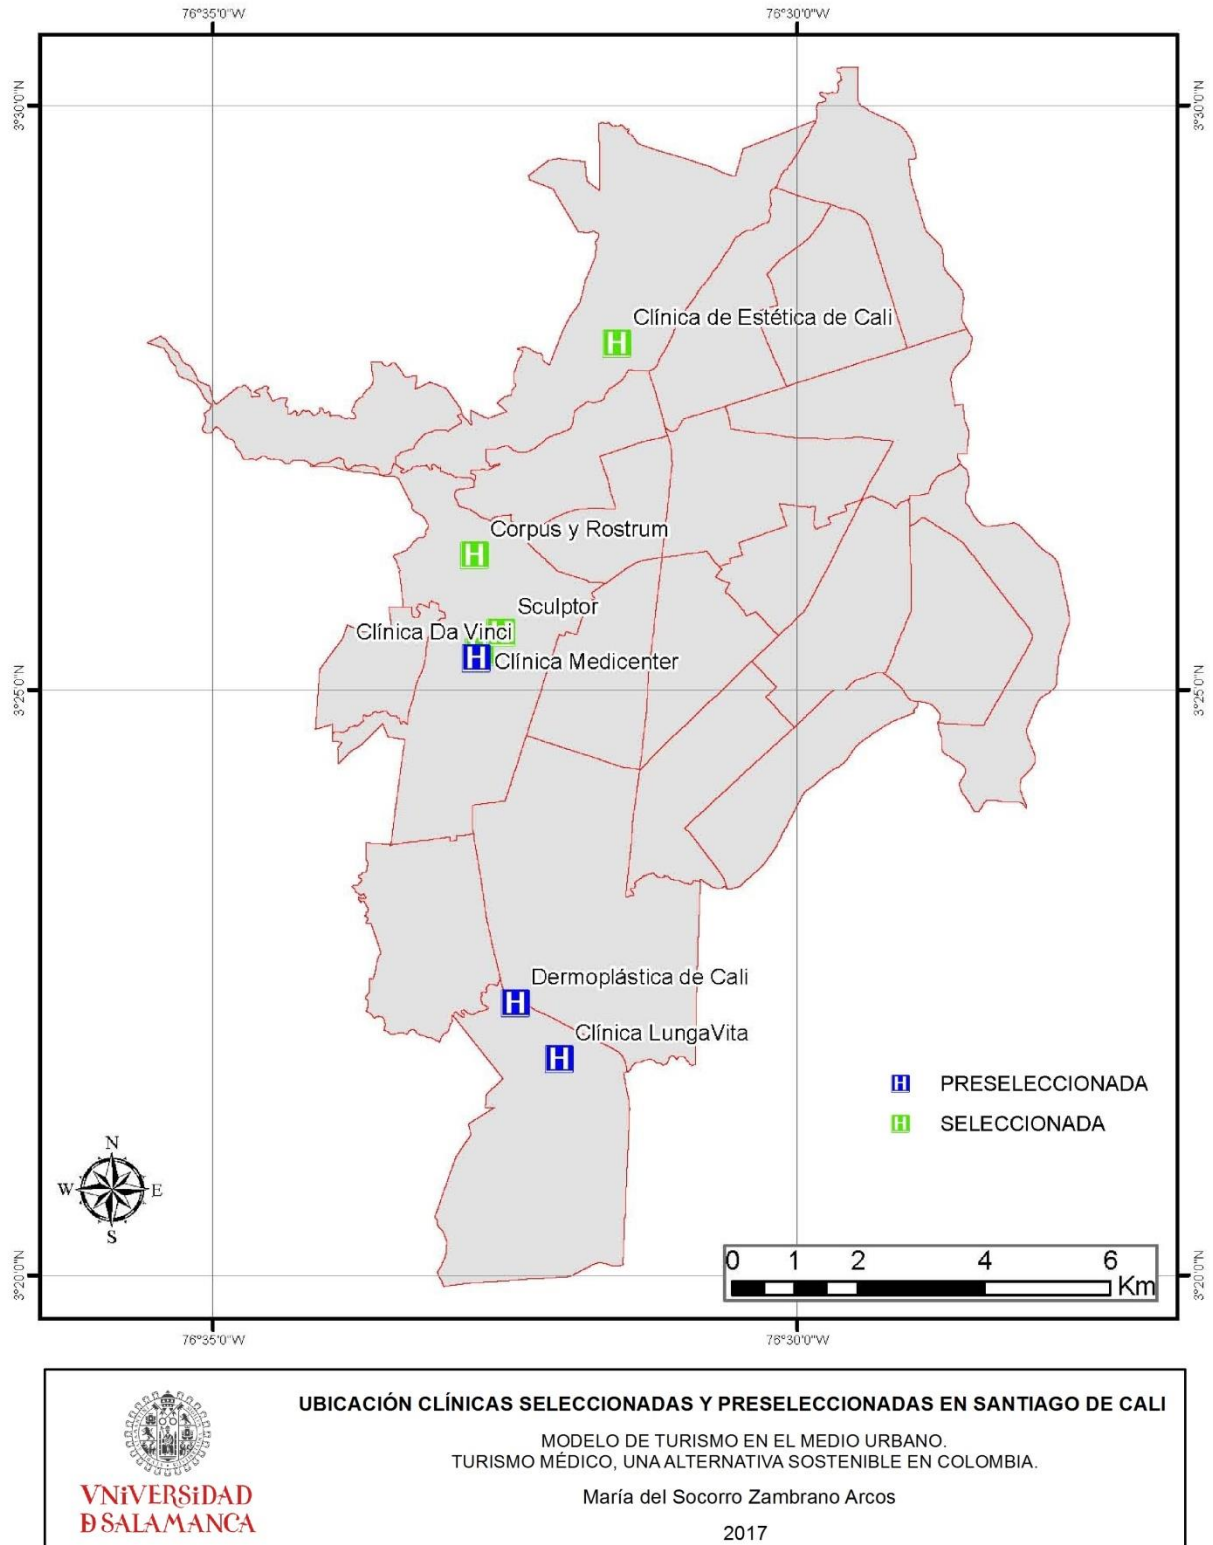 76°35'0"W
76°30'0"W
3°30'0"N
3°30'0"N
Clínica de Estética de Cali
Corpus y Rostrum
Sculptor
Clínica Da Vinci
Clínica Medicenter
3°25'0"N
3°25'0"N
Dermoplástica de Cali
Clínica LungaVita
PRESELECCIONADA
SELECCIONADA
N
W
E
S
0 1 2 4 6
Km
3°20'0"N
3°20'0"N
76°35'0"W
76°30'0"W
UBICACIÓN CLÍNICAS SELECCIONADAS Y PRESELECCIONADAS EN SANTIAGO DE CALI
MODELO DE TURISMO EN EL MEDIO URBANO.
TURISMO MÉDICO, UNA ALTERNATIVA SOSTENIBLE EN COLOMBIA.
María del Socorro Zambrano Arcos
2017
VNiVERSiDAD
D SALAMANCA